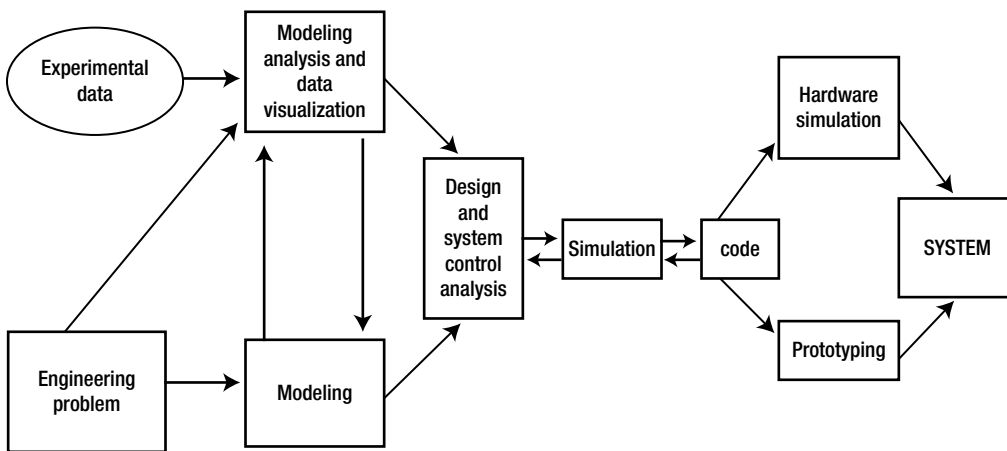 Experimental
data
Modeling
analysis and
data
visualization
Engineering
problem
Modeling
Design
and
system
control
analysis
Simulation
code
Hardware
simulation
Prototyping
SYSTEM